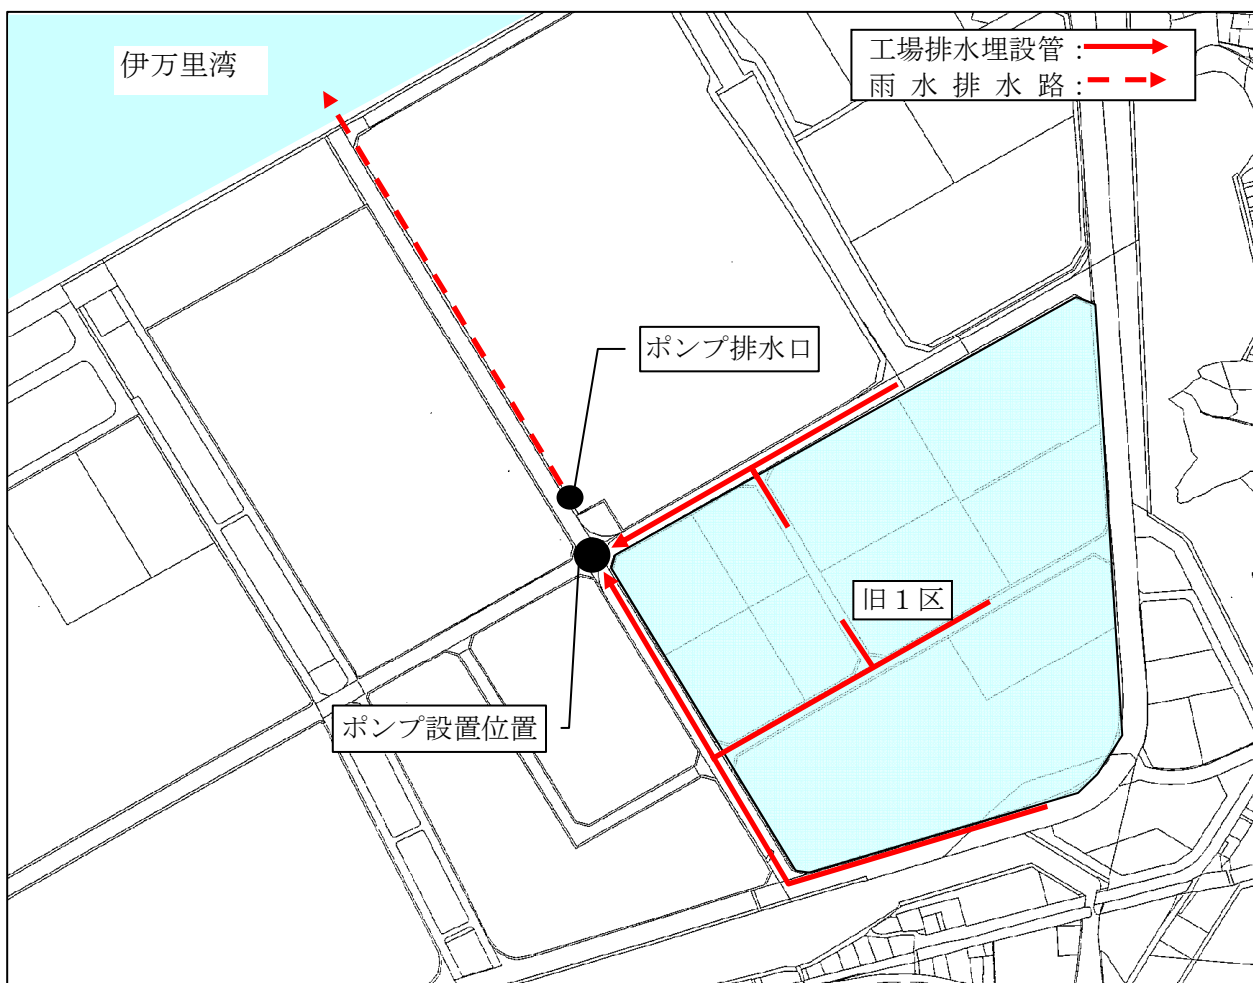 伊万里湾
工場排水埋設管：
雨水排水路：
ポンプ排水口
旧１区
ポンプ設置位置